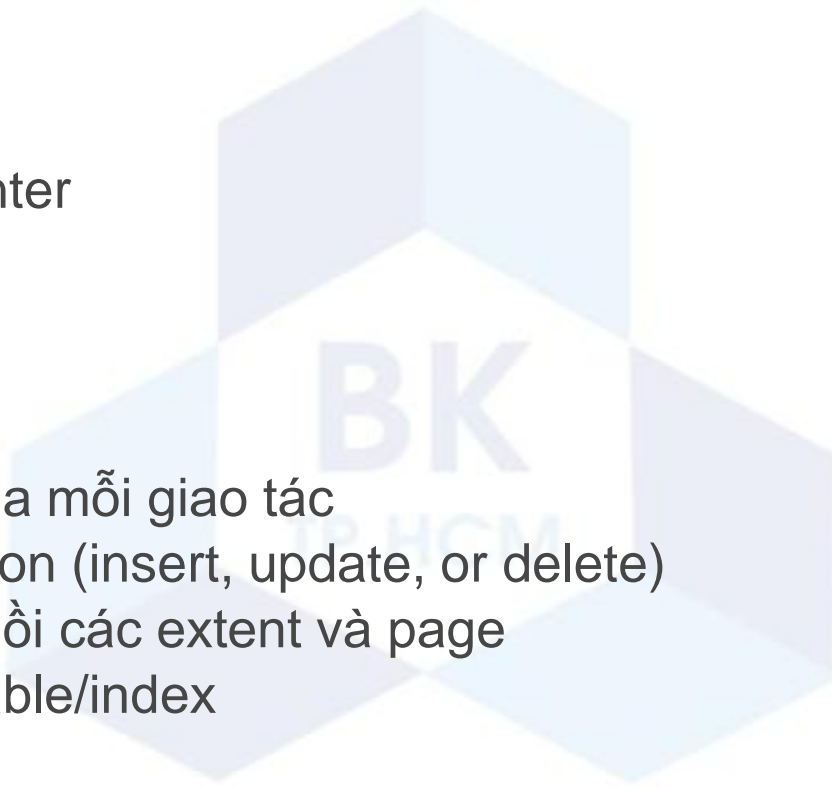 nter
BK
a mỗi giao tác
TP.HCM
on (insert, update, or delete)
ồi các extent và page
ble/index